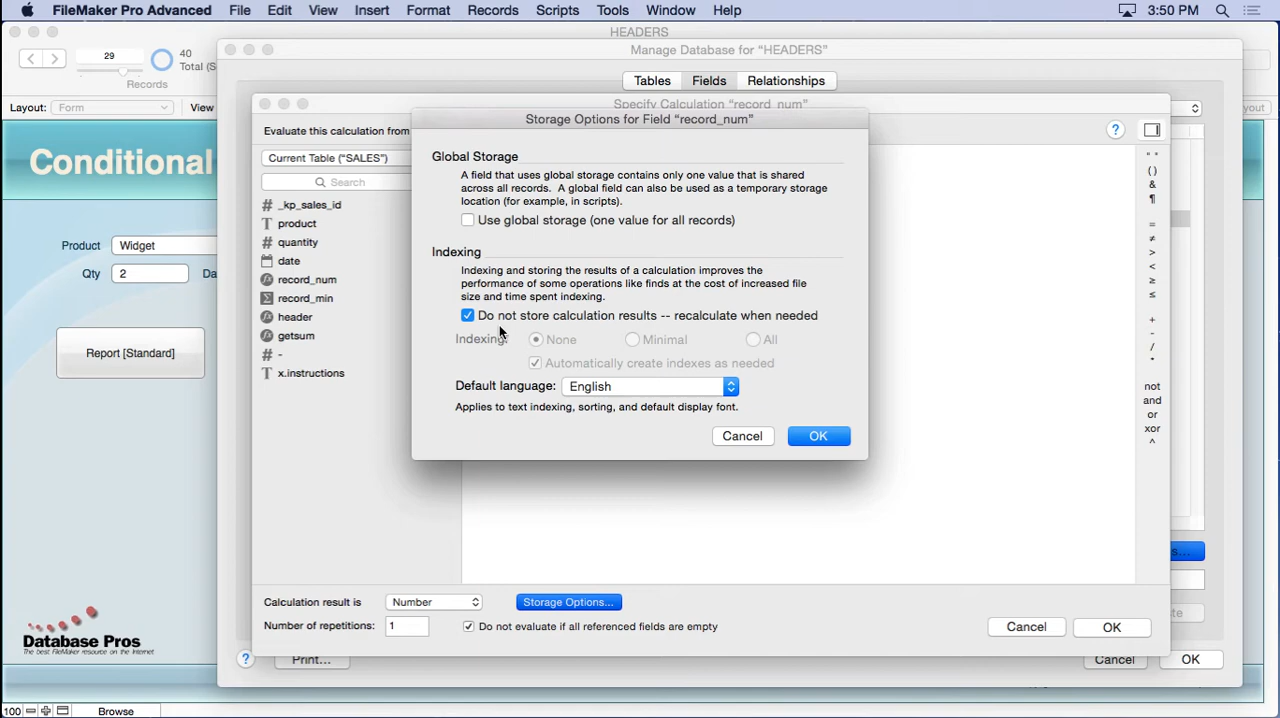 FileMaker Pro Advanced File Edit View Insert Format Records Scripts Tools Window Help 3:50 PM
HEADERS
Manage Database for “HEADERS”
29
40
Total (S
Records
Tables Fields Relationships
Layout: Form View
Specify Calculation “record_num”
Evaluate this calculation from
Current Table (“SALES”)
Search
_kp_sales_id
product
quantity
date
record_num
record_min
header
getsum
-
x.instructions
Storage Options for Field “record_num”
Global Storage
A field that uses global storage contains only one value that is shared
across all records. A global field can also be used as a temporary storage
location (for example, in scripts).
Use global storage (one value for all records)
Indexing
Indexing and storing the results of a calculation improves the
performance of some operations like finds at the cost of increased file
size and time spent indexing.
Do not store calculation results -- recalculate when needed
Indexing: None Minimal All
Automatically create indexes as needed
Default language: English
Applies to text indexing, sorting, and default display font.
Cancel OK
" "
( )
&
¶
=
≠
>
<
≥
≤
+
-
/
*
not
and
or
xor
^
Conditional
Product Widget
Qty 2 Da
Report [Standard]
Calculation result is Number Storage Options...
Number of repetitions: 1 Do not evaluate if all referenced fields are empty
Cancel OK
Print... Cancel OK
Database Pros
The best FileMaker resource on the Internet
100 Browse